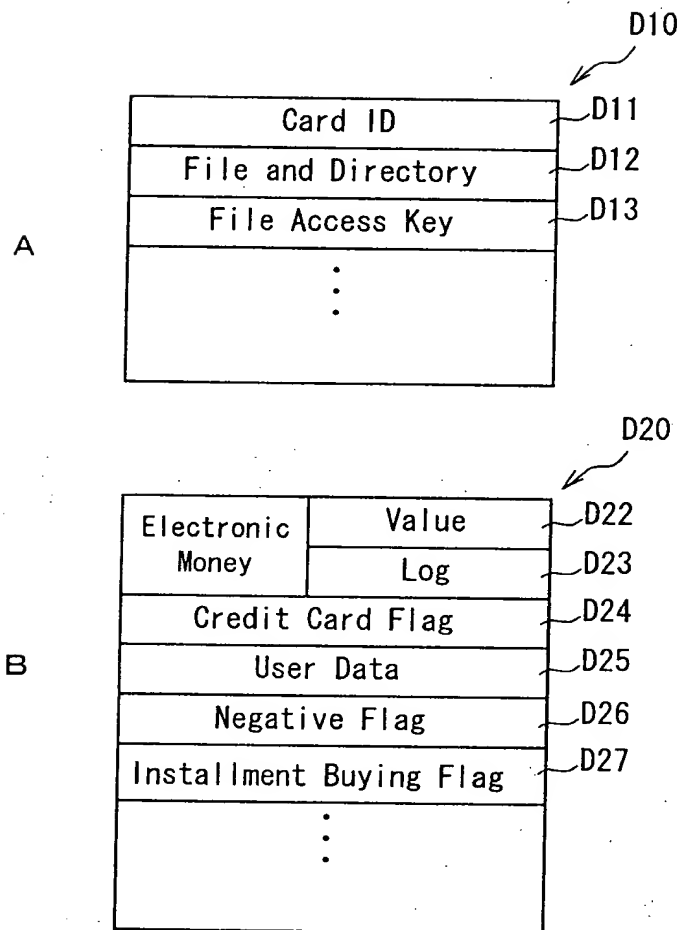 D10
Card ID D11
File and Directory D12
File Access Key D13
A
D20
Electronic
Money
Value D22
Log D23
Credit Card Flag D24
B
User Data D25
Negative Flag D26
Installment Buying Flag D27